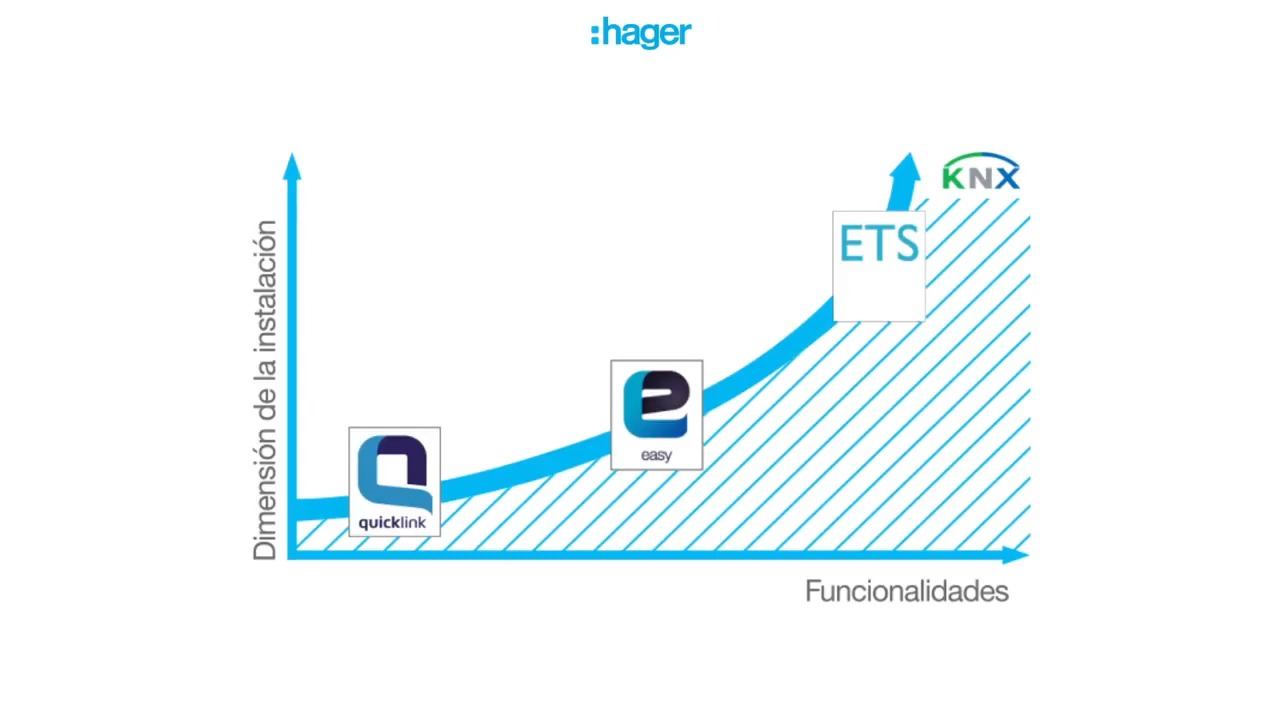 :hager
KNX
ETS
Dimensión de la instalación
easy
quicklink
Funcionalidades